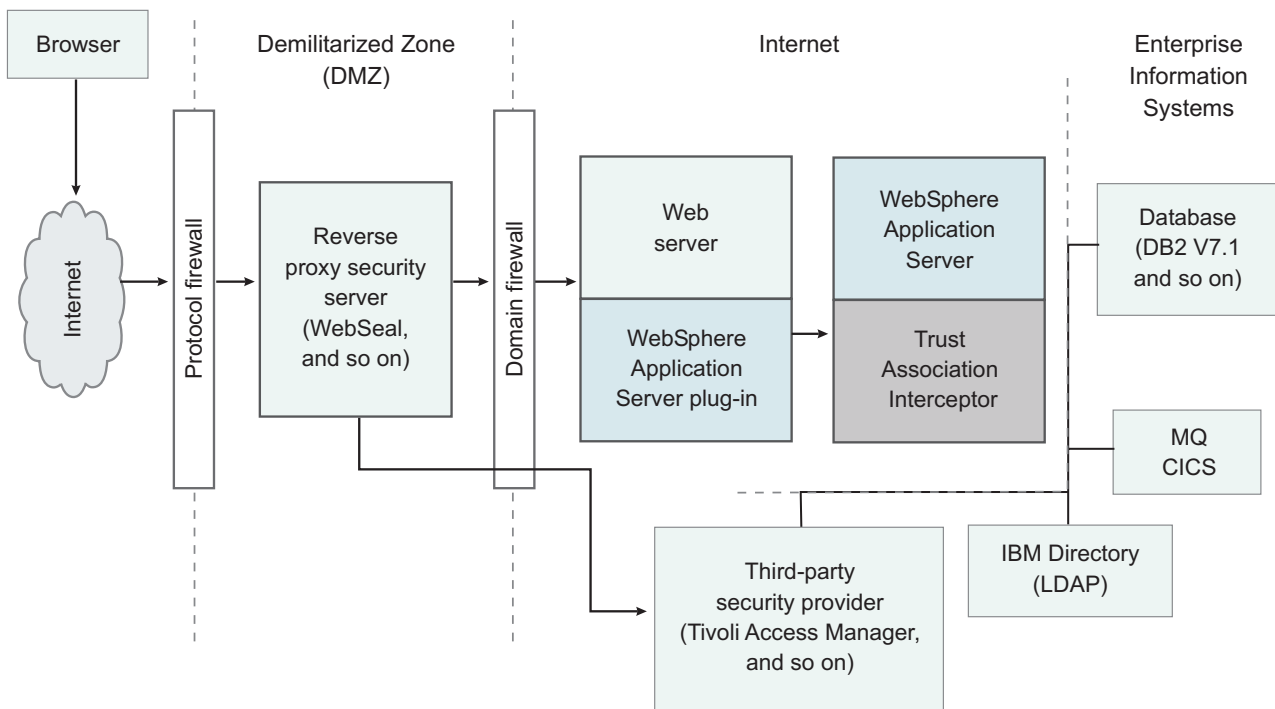 Browser
Demilitarized Zone
(DMZ)
Internet
Enterprise
Information
Systems
Internet
Protocol firewall
Reverse
proxy security
server
(WebSeal,
and so on)
Domain firewall
Web
server
WebSphere
Application
Server plug-in
WebSphere
Application
Server
Trust
Association
Interceptor
Database
(DB2 V7.1
and so on)
MQ
CICS
IBM Directory
(LDAP)
Third-party
security provider
(Tivoli Access Manager,
and so on)